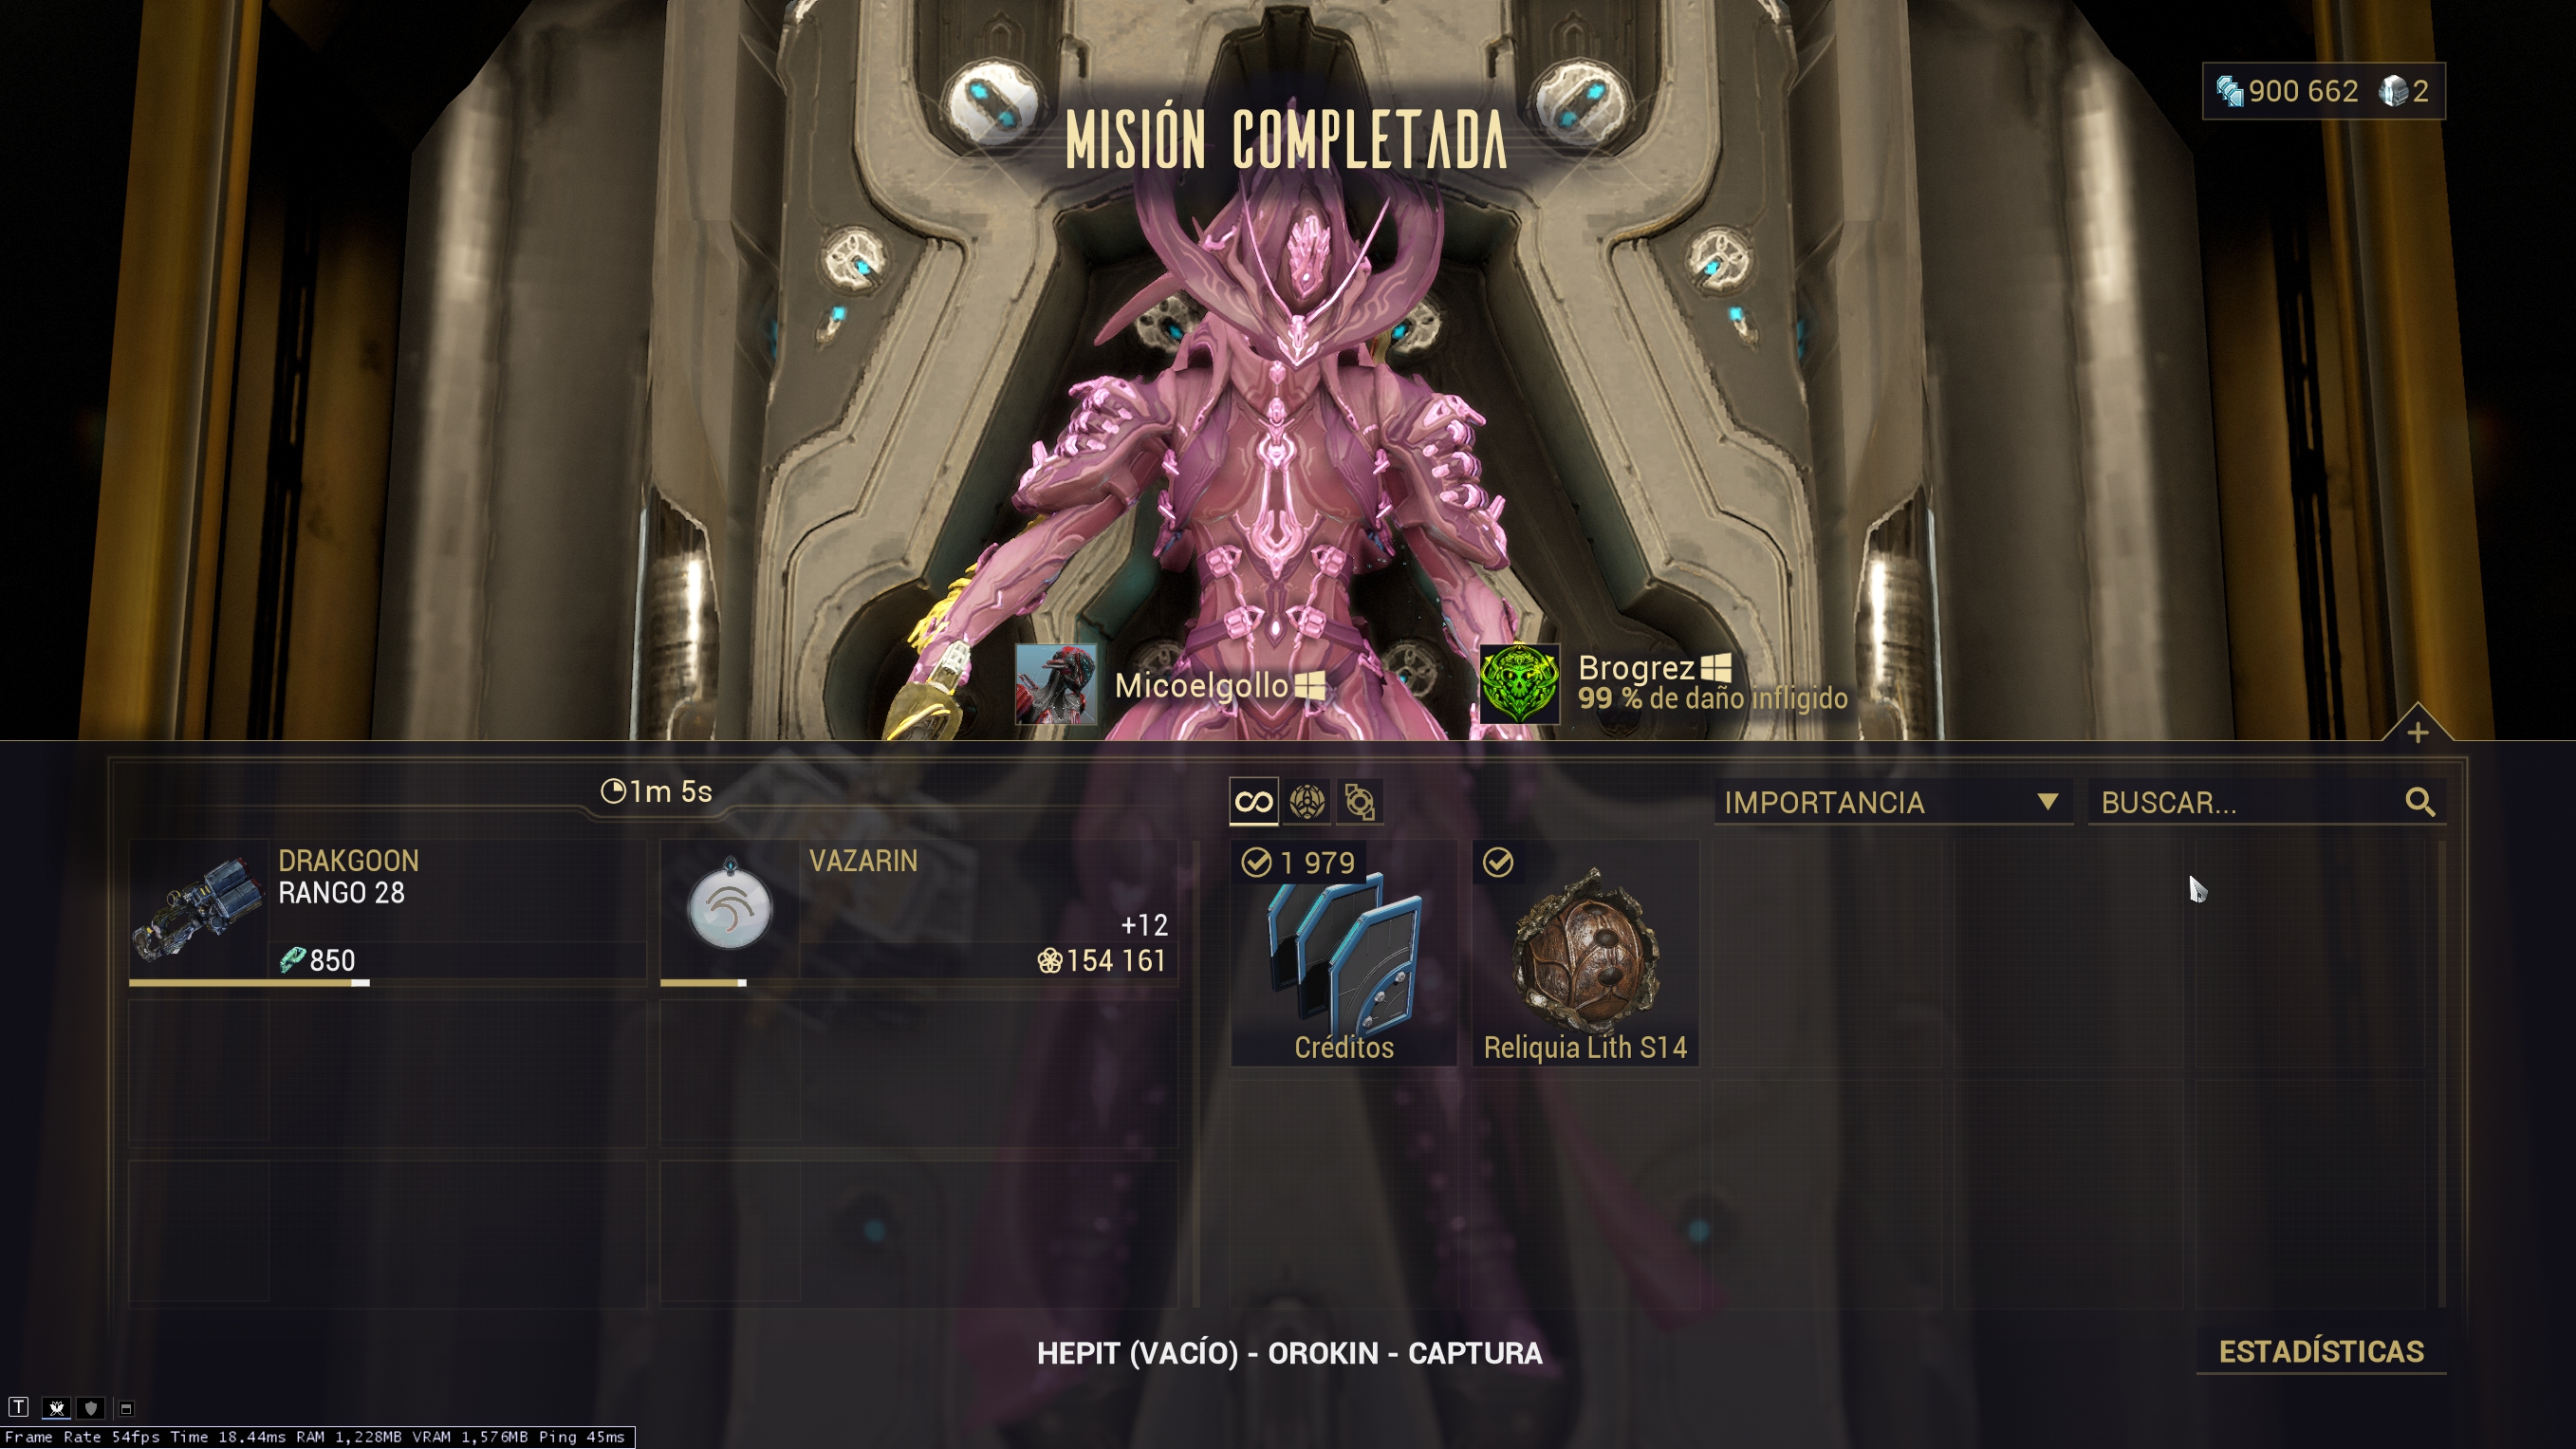 900 662 2
MISIÓN COMPLETADA
Micoelgollo
Brogrez
99 % de daño infligido
1m 5s
IMPORTANCIA
BUSCAR...
DRAKGOON
RANGO 28
850
VAZARIN
+12
154 161
1 979
Créditos
Reliquia Lith S14
HEPIT (VACÍO) - OROKIN - CAPTURA
ESTADÍSTICAS
T
Frame Rate 54fps Time 18.44ms RAM 1,228MB VRAM 1,576MB Ping 45ms